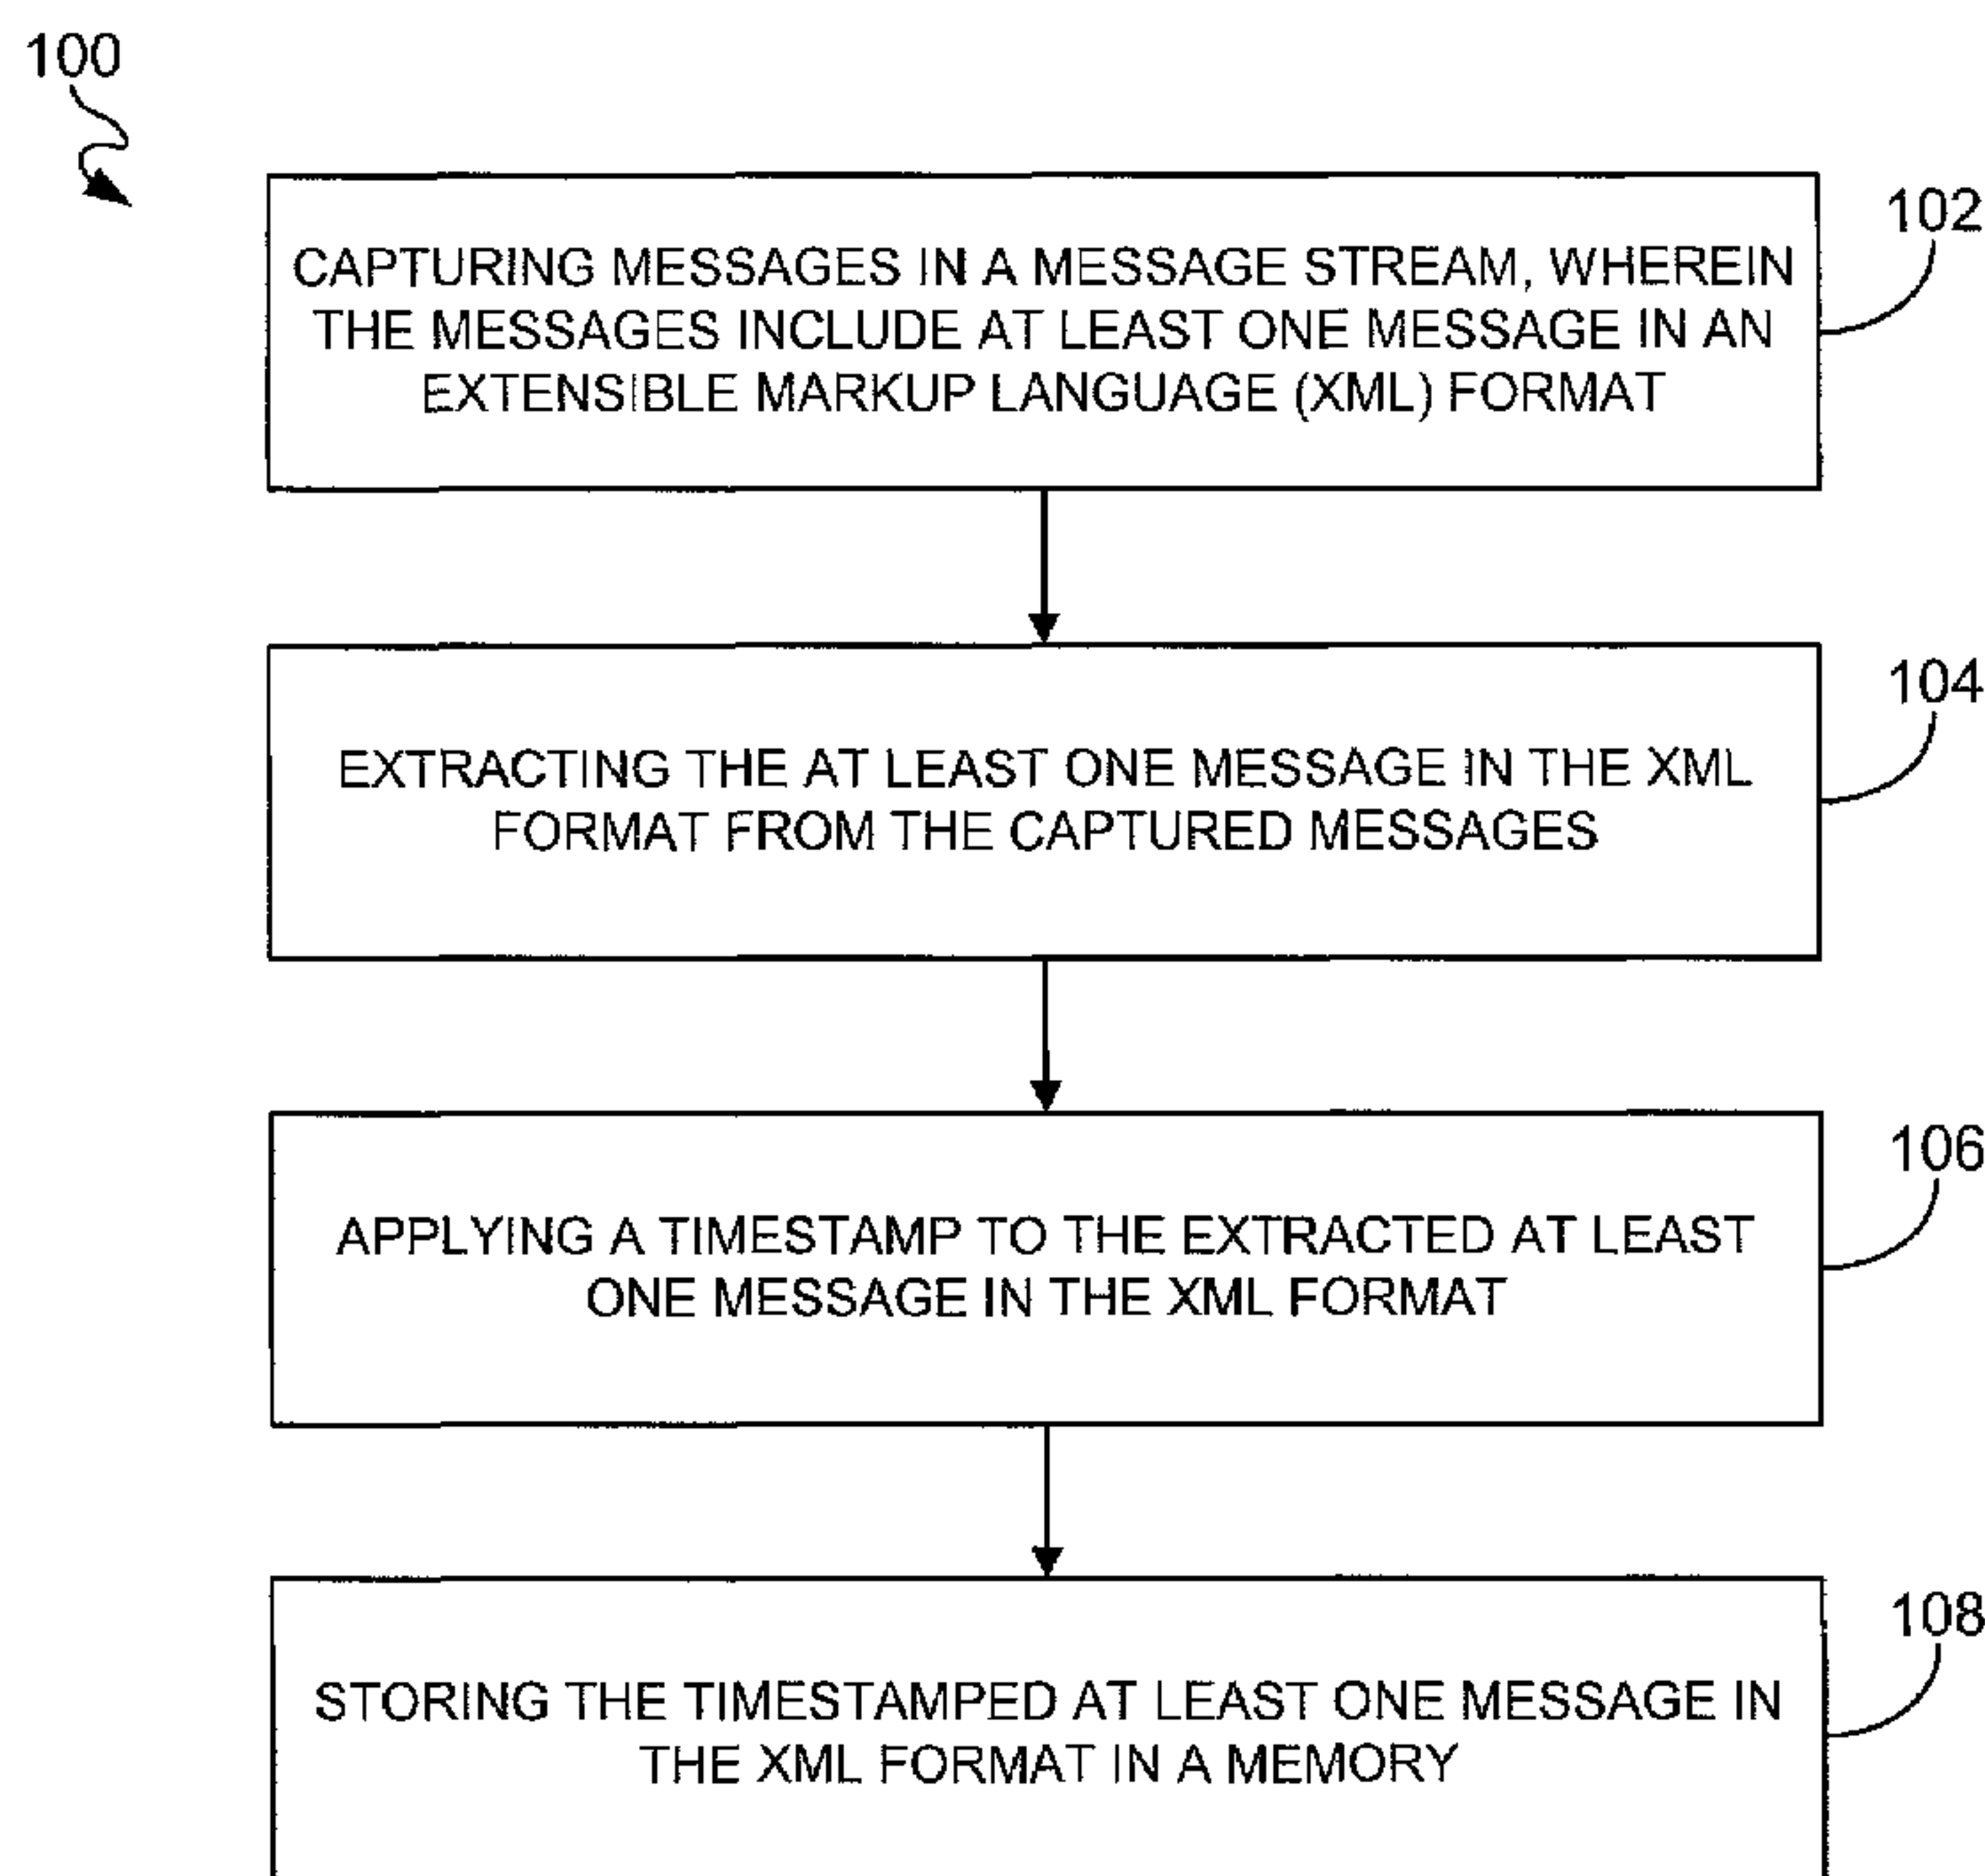 100
102
CAPTURING MESSAGES IN A MESSAGE STREAM, WHEREIN
THE MESSAGES INCLUDE AT LEAST ONE MESSAGE IN AN
EXTENSIBLE MARKUP LANGUAGE (XML) FORMAT
104
EXTRACTING THE AT LEAST ONE MESSAGE IN THE XML
FORMAT FROM THE CAPTURED MESSAGES
106
APPLYING A TIMESTAMP TO THE EXTRACTED AT LEAST
ONE MESSAGE IN THE XML FORMAT
108
STORING THE TIMESTAMPED AT LEAST ONE MESSAGE IN
THE XML FORMAT IN A MEMORY